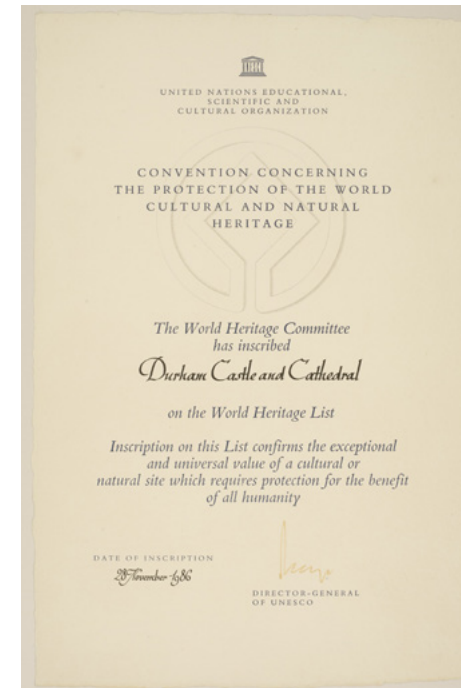 UNITED NATIONS EDUCATIONAL,
SCIENTIFIC AND
CULTURAL ORGANIZATION
CONVENTION CONCERNING
THE PROTECTION OF THE WORLD
CULTURAL AND NATURAL
HERITAGE
The World Heritage Committee
has inscribed
Durham Castle and Cathedral
on the World Heritage List
Inscription on this List confirms the exceptional
and universal value of a cultural or
natural site which requires protection for the benefit
of all humanity
DATE OF INSCRIPTION
28 November 1986
DIRECTOR-GENERAL
OF UNESCO